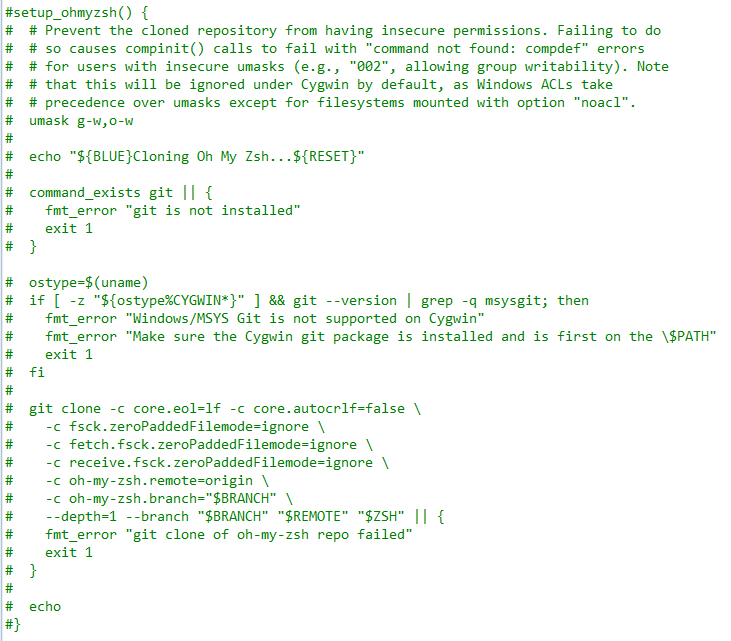 #setup_ohmyzsh() {
#  # Prevent the cloned repository from having insecure permissions. Failing to do
#  # so causes compinit() calls to fail with "command not found: compdef" errors
#  # for users with insecure umasks (e.g., "002", allowing group writability). Note
#  # that this will be ignored under Cygwin by default, as Windows ACLs take
#  # precedence over umasks except for filesystems mounted with option "noacl".
#  umask g-w,o-w
#
#  echo "${BLUE}Cloning Oh My Zsh...${RESET}"
#
#  command_exists git || {
#    fmt_error "git is not installed"
#    exit 1
#  }

#  ostype=$(uname)
#  if [ -z "${ostype%CYGWIN*}" ] && git --version | grep -q msysgit; then
#    fmt_error "Windows/MSYS Git is not supported on Cygwin"
#    fmt_error "Make sure the Cygwin git package is installed and is first on the \$PATH"
#    exit 1
#  fi
#
#  git clone -c core.eol=lf -c core.autocrlf=false \
#    -c fsck.zeroPaddedFilemode=ignore \
#    -c fetch.fsck.zeroPaddedFilemode=ignore \
#    -c receive.fsck.zeroPaddedFilemode=ignore \
#    -c oh-my-zsh.remote=origin \
#    -c oh-my-zsh.branch="$BRANCH" \
#    --depth=1 --branch "$BRANCH" "$REMOTE" "$ZSH" || {
#    fmt_error "git clone of oh-my-zsh repo failed"
#    exit 1
#  }
#
#  echo
#}